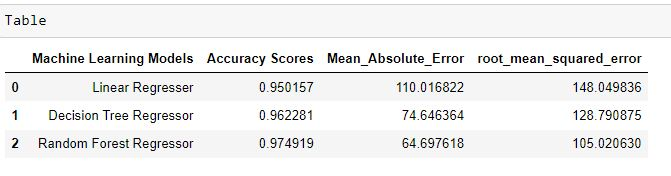 Table
Machine Learning Models Accuracy Scores Mean_Absolute_Error root_mean_squared_error
0 Linear Regresser 0.950157 110.016822 148.049836
1 Decision Tree Regressor 0.962281 74.646364 128.790875
2 Random Forest Regressor 0.974919 64.697618 105.020630